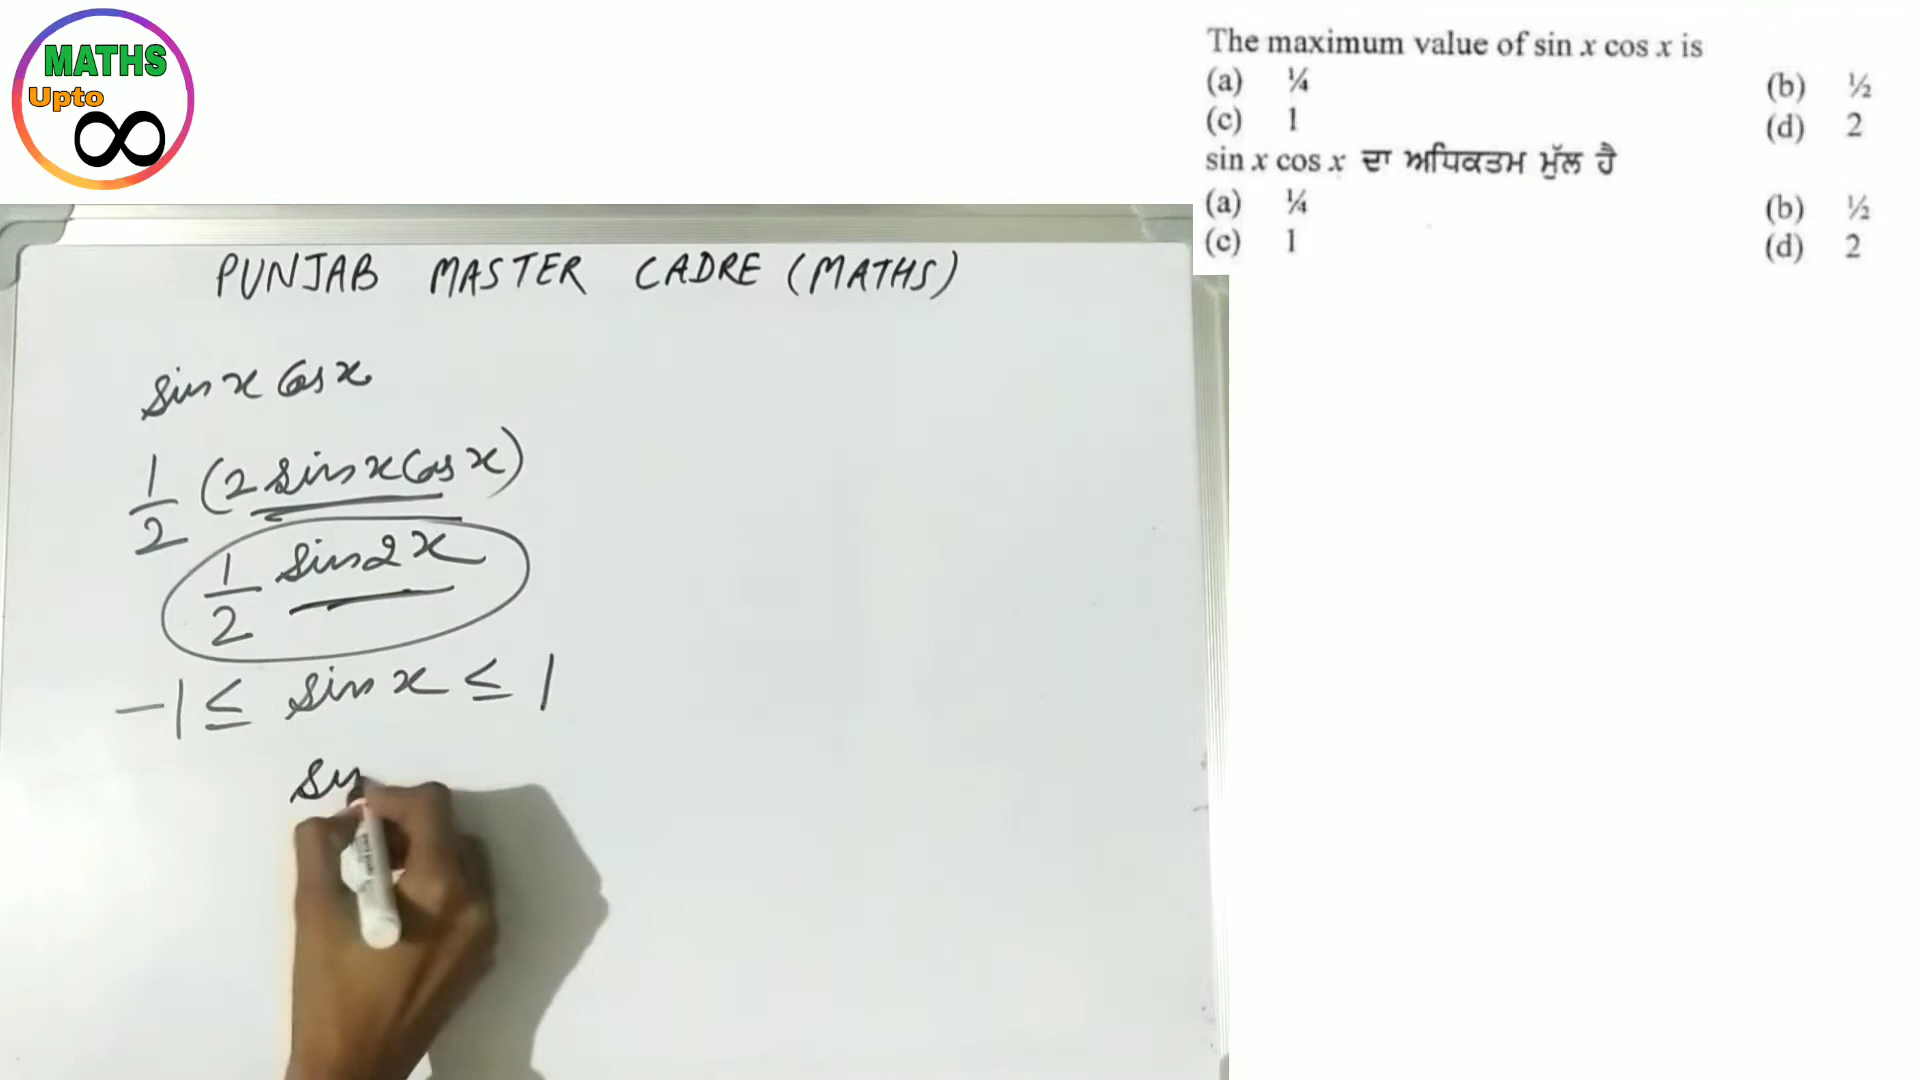 MATHS
Upto
∞
The maximum value of sin x cos x is
(a) ¼ (b) ½
(c) 1 (d) 2
sin x cos x ਦਾ ਅਧਿਕਤਮ ਮੁੱਲ ਹੈ
(a) ¼ (b) ½
(c) 1 (d) 2
PUNJAB MASTER CADRE (MATHS)
sin x cos x
1/2 (2 sin x cos x)
1/2 sin 2x
-1 ≤ sin x ≤ 1
sin